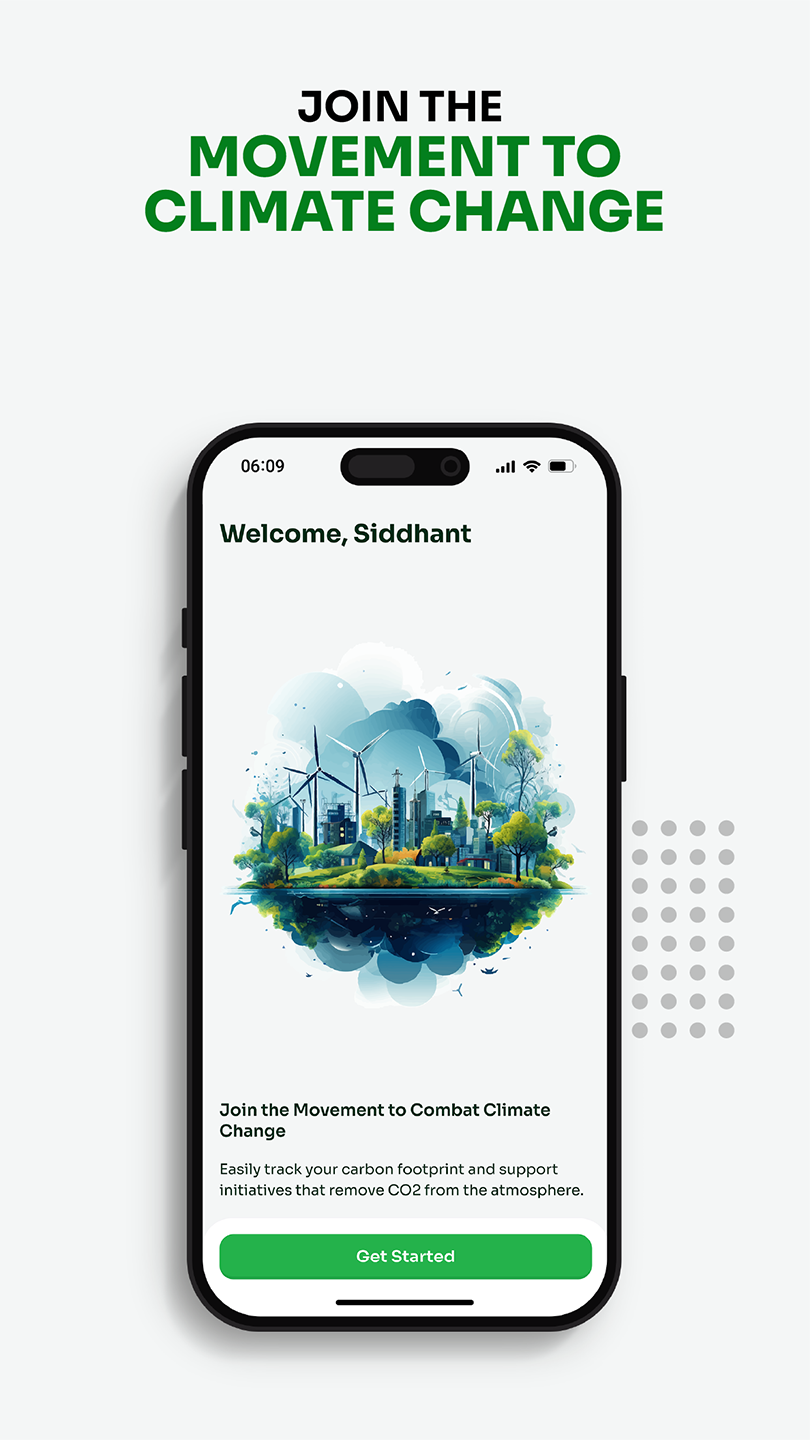 JOIN THE
MOVEMENT TO
CLIMATE CHANGE
06:09
Welcome, Siddhant
Join the Movement to Combat Climate
Change
Easily track your carbon footprint and support
initiatives that remove CO2 from the atmosphere.
Get Started